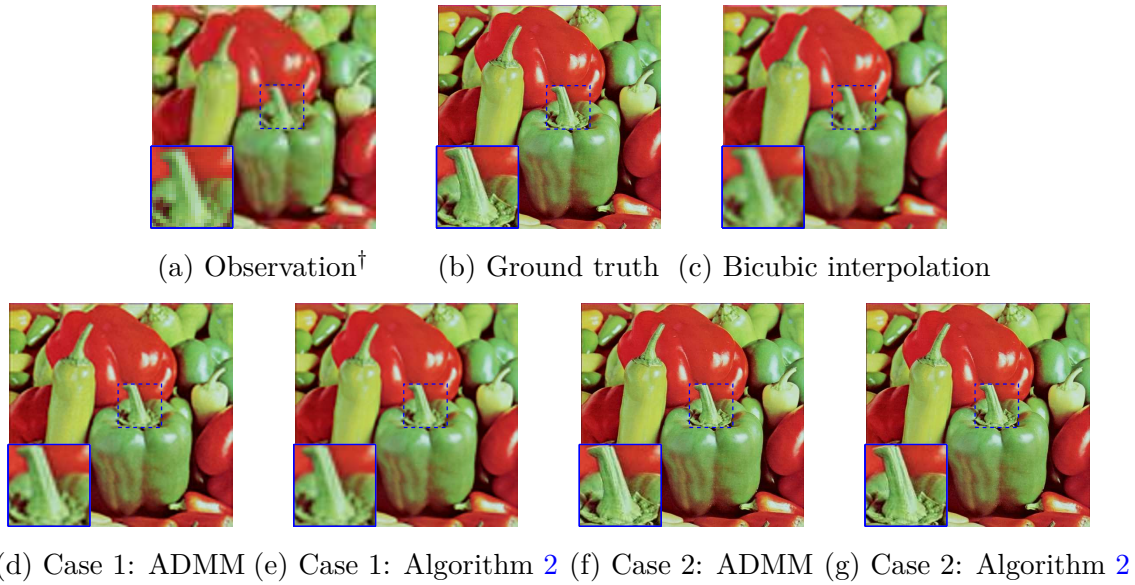 (a) Observation† (b) Ground truth (c) Bicubic interpolation
(d) Case 1: ADMM (e) Case 1: Algorithm 2 (f) Case 2: ADMM (g) Case 2: Algorithm 2